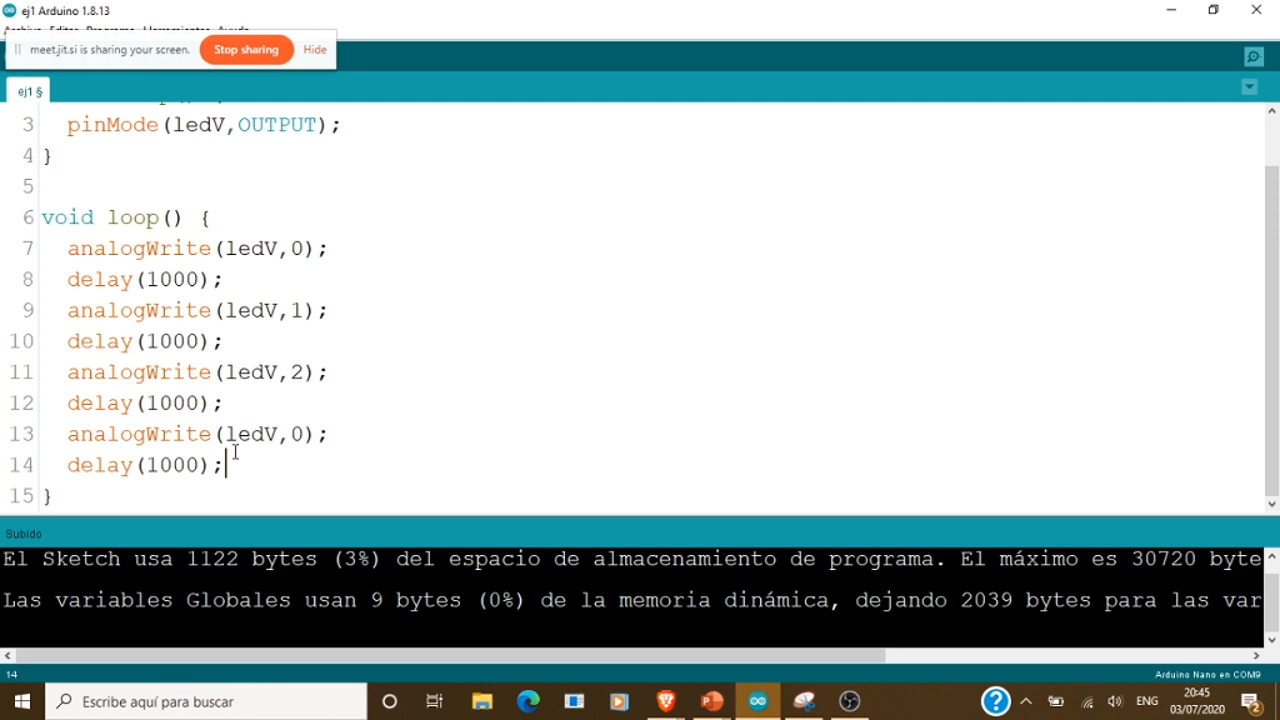 ej1 Arduino 1.8.13
meet.jit.si is sharing your screen. Stop sharing Hide
ej1 §
3 pinMode(ledV,OUTPUT);
4 }
5
6 void loop() {
7 analogWrite(ledV,0);
8 delay(1000);
9 analogWrite(ledV,1);
10 delay(1000);
11 analogWrite(ledV,2);
12 delay(1000);
13 analogWrite(ledV,0);
14 delay(1000);
15 }
Subido
El Sketch usa 1122 bytes (3%) del espacio de almacenamiento de programa. El máximo es 30720 byte
Las variables Globales usan 9 bytes (0%) de la memoria dinámica, dejando 2039 bytes para las var
14 Arduino Nano en COM9
Escribe aquí para buscar
ENG
20:45
03/07/2020
2